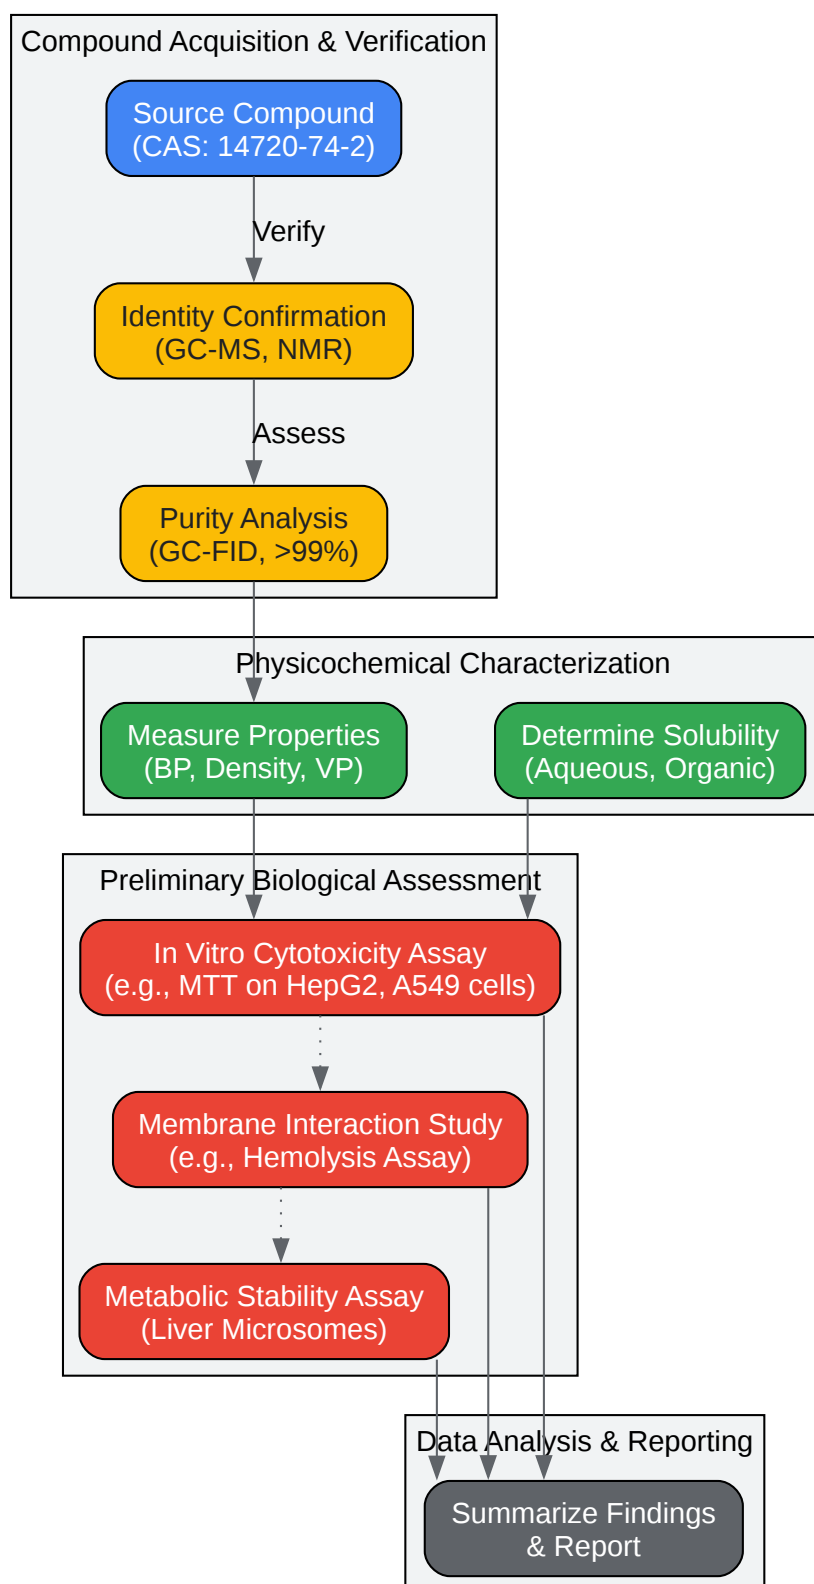 Compound Acquisition & Verification
Source Compound
(CAS: 14720-74-2)
Verify
Identity Confirmation
(GC-MS, NMR)
Assess
Purity Analysis
(GC-FID, >99%)
Physicochemical Characterization
Measure Properties
(BP, Density, VP)
Determine Solubility
(Aqueous, Organic)
Preliminary Biological Assessment
In Vitro Cytotoxicity Assay
(e.g., MTT on HepG2, A549 cells)
Membrane Interaction Study
(e.g., Hemolysis Assay)
Metabolic Stability Assay
(Liver Microsomes)
Data Analysis & Reporting
Summarize Findings
& Report